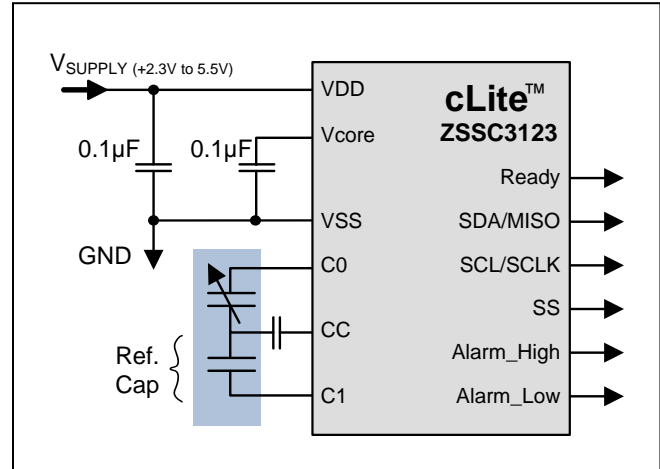 VSUPPLY (+2.3V to 5.5V)
0.1µF
0.1µF
GND
Ref.
Cap
VDD
Vcore
VSS
C0
CC
C1
cLite™
ZSSC3123
Ready
SDA/MISO
SCL/SCLK
SS
Alarm_High
Alarm_Low